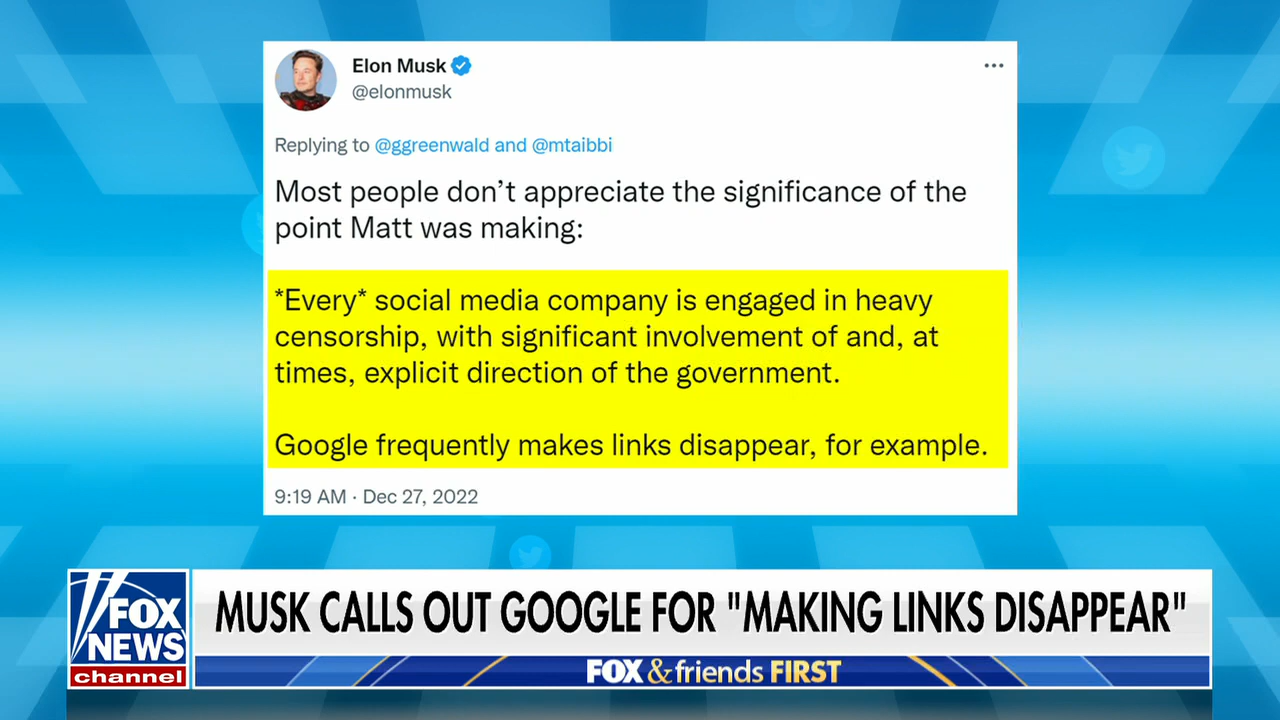 Elon Musk
@elonmusk
Replying to @ggreenwald and @mtaibbi
Most people don’t appreciate the significance of the
point Matt was making:
*Every* social media company is engaged in heavy
censorship, with significant involvement of and, at
times, explicit direction of the government.
Google frequently makes links disappear, for example.
9:19 AM · Dec 27, 2022
FOX
NEWS
channel
MUSK CALLS OUT GOOGLE FOR "MAKING LINKS DISAPPEAR"
FOX & friends FIRST